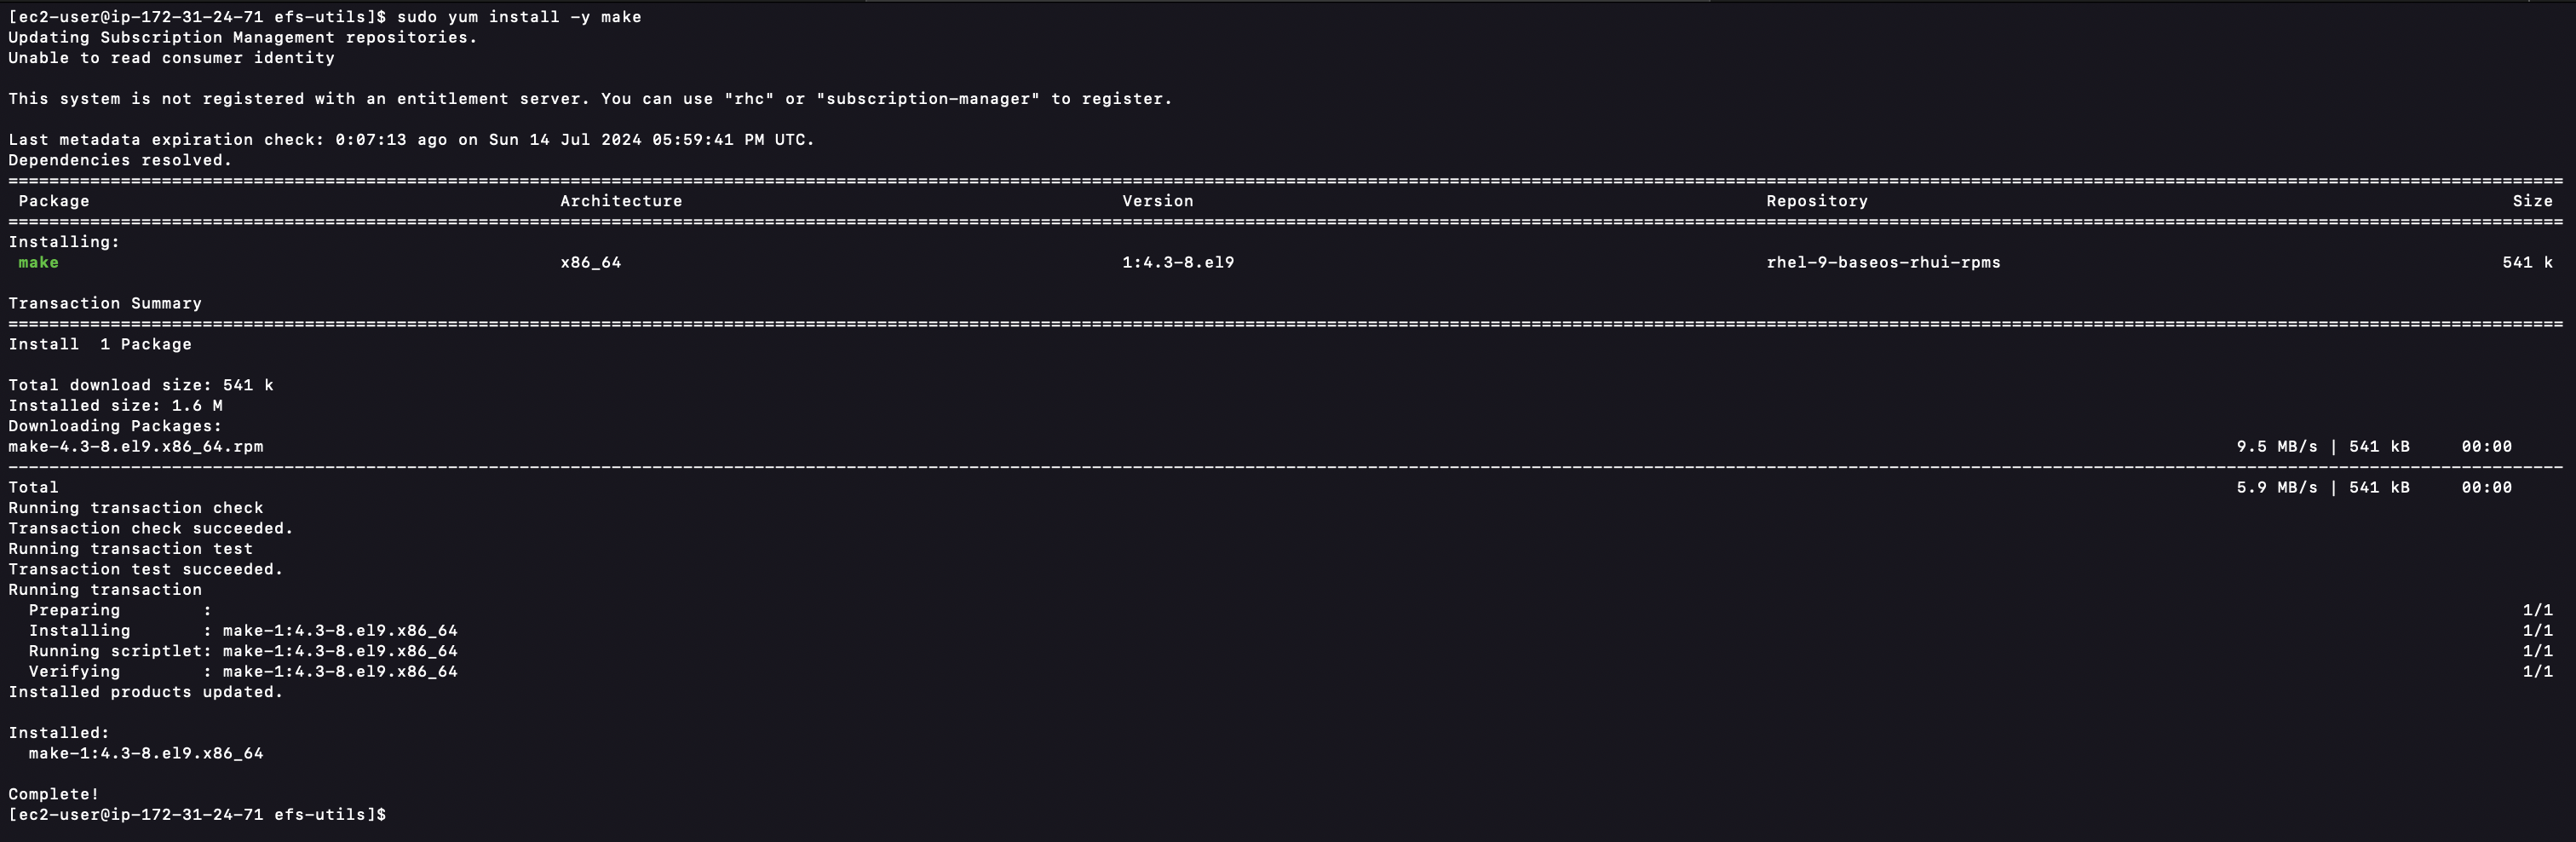 [ec2-user@ip-172-31-24-71 efs-utils]$ sudo yum install -y make
Updating Subscription Management repositories.
Unable to read consumer identity
This system is not registered with an entitlement server. You can use "rhc" or "subscription-manager" to register.
Last metadata expiration check: 0:07:13 ago on Sun 14 Jul 2024 05:59:41 PM UTC.
Dependencies resolved.
Package Architecture Version Repository Size
Installing:
make x86_64 1:4.3-8.el9 rhel-9-baseos-rhui-rpms 541 k
Transaction Summary
Install 1 Package
Total download size: 541 k
Installed size: 1.6 M
Downloading Packages:
make-4.3-8.el9.x86_64.rpm 9.5 MB/s | 541 kB 00:00
Total 5.9 MB/s | 541 kB 00:00
Running transaction check
Transaction check succeeded.
Running transaction test
Transaction test succeeded.
Running transaction
Preparing : 1/1
Installing : make-1:4.3-8.el9.x86_64 1/1
Running scriptlet: make-1:4.3-8.el9.x86_64 1/1
Verifying : make-1:4.3-8.el9.x86_64 1/1
Installed products updated.
Installed:
make-1:4.3-8.el9.x86_64
Complete!
[ec2-user@ip-172-31-24-71 efs-utils]$